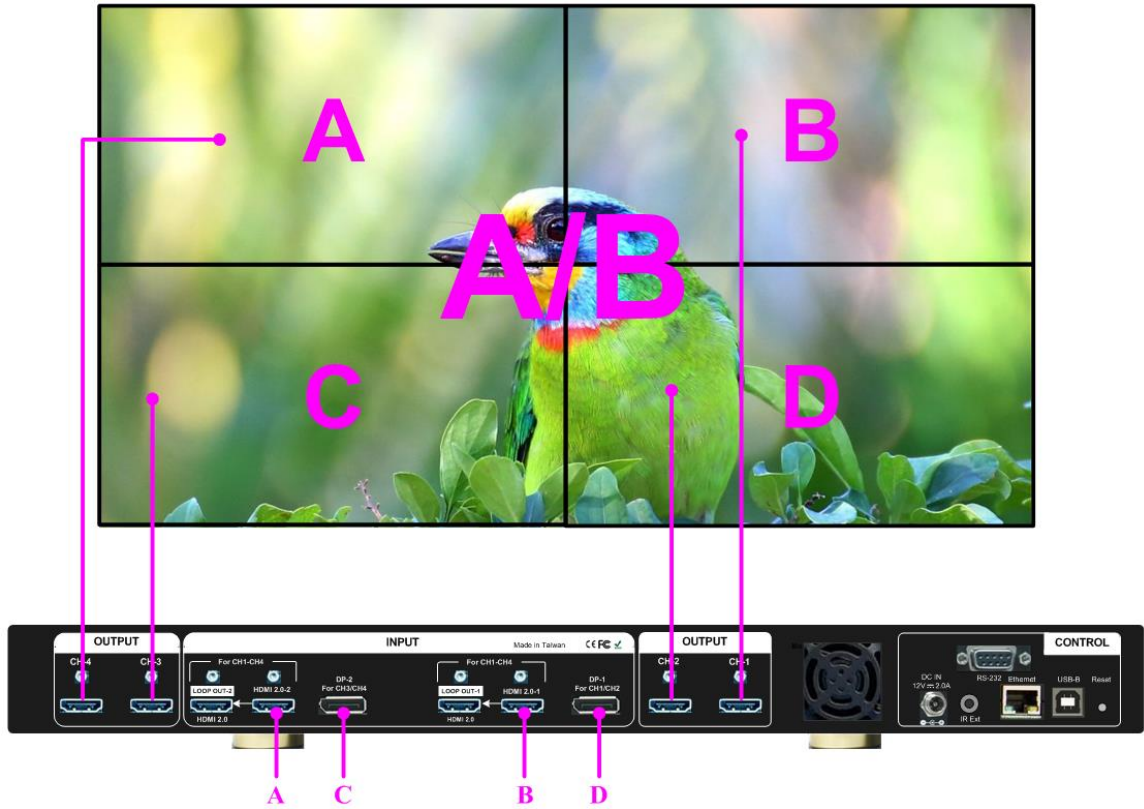 A
B
A/B
C
D
OUTPUT
INPUT
Made in Taiwan
CE FC
OUTPUT
CONTROL
CH-4
CH-3
For CH1-CH4
DP-2
For CH3/CH4
For CH1-CH4
DP-1
For CH1/CH2
CH-2
CH-1
LOOP OUT-2
HDMI 2.0-2
HDMI 2.0
LOOP OUT-1
HDMI 2.0-1
HDMI 2.0
DC IN
12V 2.0A
RS-232
Ethernet
USB-B
Reset
IR Ext
A
C
B
D